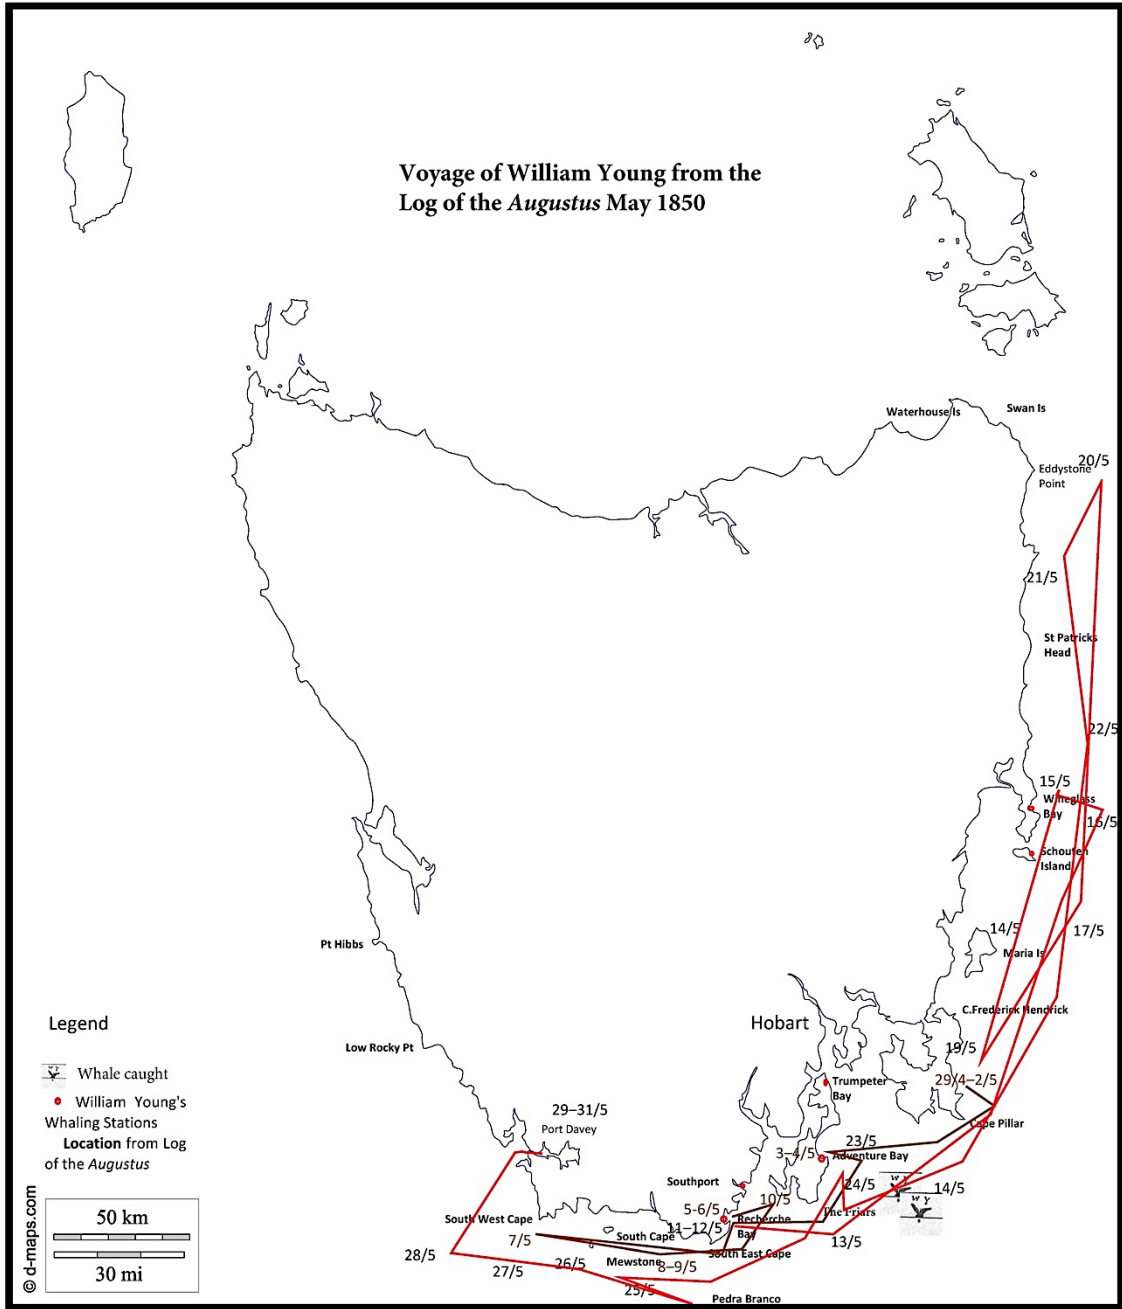 Voyage of William Young from the
Log of the Augustus May 1850
Waterhouse Is
Swan Is
20/5
Eddystone
Point
21/5
St Patricks
Head
22/5
15/5
Wineglass
Bay
16/5
Schouten
Island
14/5
17/5
Maria Is
Pt Hibbs
C.Frederick Hendrick
Hobart
Legend
Low Rocky Pt
19/5
Whale caught
29/4–2/5
Trumpeter
Bay
William Young's
Whaling Stations
Location from Log
of the Augustus
29–31/5
Port Davey
Cape Pillar
23/5
3–4/5
Adventure Bay
Southport
24/5
W Y
14/5
W Y
10/5
5-6/5
The Friars
South West Cape
Recherche
Bay
11–12/5
7/5
South Cape
13/5
28/5
South East Cape
26/5
Mewstone
8–9/5
27/5
25/5
Pedra Branco
50 km
30 mi
© d-maps.com